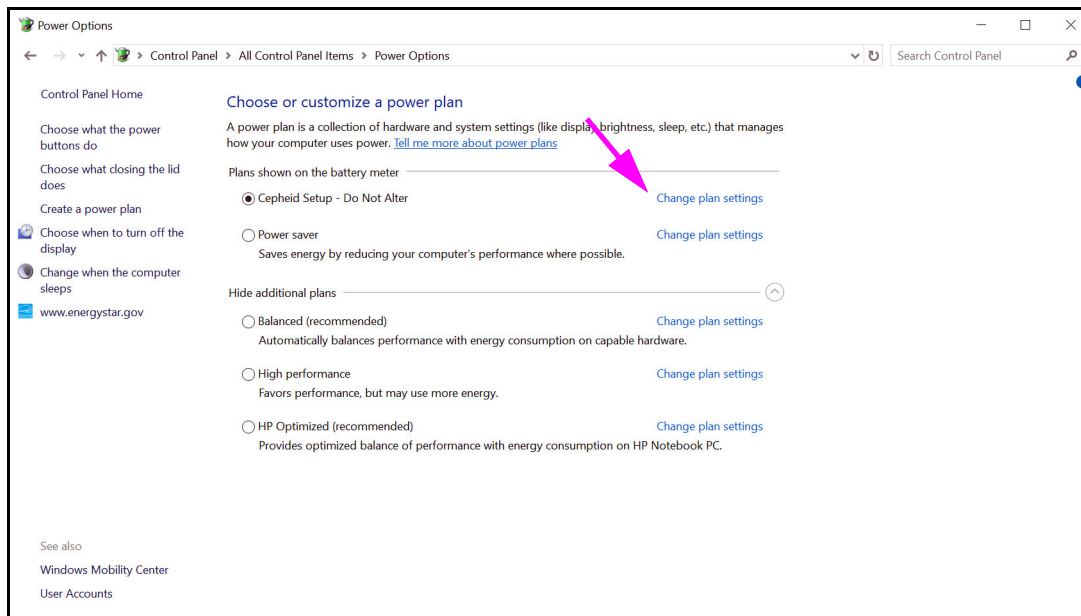 Power Options
Control Panel > All Control Panel Items > Power Options
Search Control Panel
Control Panel Home
Choose what the power
buttons do
Choose what closing the lid
does
Create a power plan
Choose when to turn off the
display
Change when the computer
sleeps
www.energystar.gov
See also
Windows Mobility Center
User Accounts
Choose or customize a power plan
A power plan is a collection of hardware and system settings (like display brightness, sleep, etc.) that manages
how your computer uses power. Tell me more about power plans
Plans shown on the battery meter
Cepheid Setup - Do Not Alter Change plan settings
Power saver Change plan settings
Saves energy by reducing your computer's performance where possible.
Hide additional plans
Balanced (recommended) Change plan settings
Automatically balances performance with energy consumption on capable hardware.
High performance Change plan settings
Favors performance, but may use more energy.
HP Optimized (recommended) Change plan settings
Provides optimized balance of performance with energy consumption on HP Notebook PC.